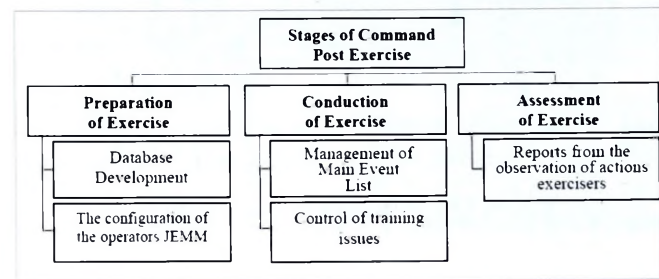 Stages of Command
Post Exercise
Preparation
of Exercise
Database
Development
The configuration of
the operators JEMM
Conduction
of Exercise
Management of
Main Event
List
Control of training
issues
Assessment
of Exercise
Reports from the
observation of actions
exercisers